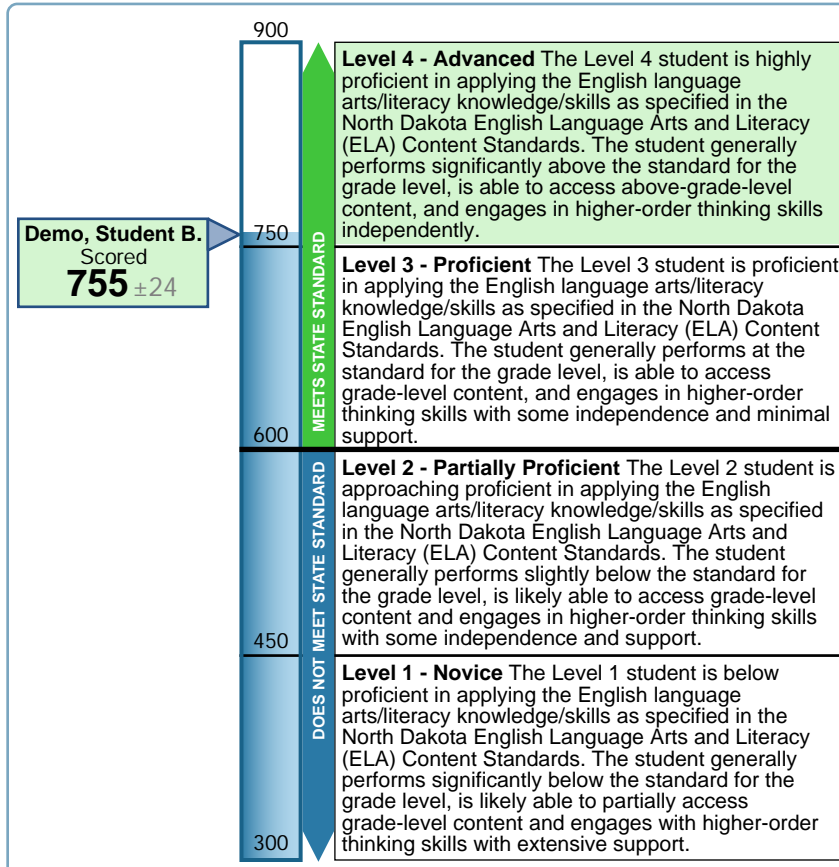 900
Level 4 - Advanced The Level 4 student is highly
proficient in applying the English language
arts/literacy knowledge/skills as specified in the
North Dakota English Language Arts and Literacy
(ELA) Content Standards. The student generally
performs significantly above the standard for the
grade level, is able to access above-grade-level
content, and engages in higher-order thinking skills
independently.
Demo, Student B.
Scored
755 ±24
750
MEETS STATE STANDARD
Level 3 - Proficient The Level 3 student is proficient
in applying the English language arts/literacy
knowledge/skills as specified in the North Dakota
English Language Arts and Literacy (ELA) Content
Standards. The student generally performs at the
standard for the grade level, is able to access
grade-level content, and engages in higher-order
thinking skills with some independence and minimal
support.
600
DOES NOT MEET STATE STANDARD
Level 2 - Partially Proficient The Level 2 student is
approaching proficient in applying the English
language arts/literacy knowledge/skills as specified
in the North Dakota English Language Arts and
Literacy (ELA) Content Standards. The student
generally performs slightly below the standard for
the grade level, is likely able to access grade-level
content and engages in higher-order thinking skills
with some independence and support.
450
Level 1 - Novice The Level 1 student is below
proficient in applying the English language
arts/literacy knowledge/skills as specified in the
North Dakota English Language Arts and Literacy
(ELA) Content Standards. The student generally
performs significantly below the standard for the
grade level, is likely able to partially access
grade-level content and engages with higher-order
thinking skills with extensive support.
300